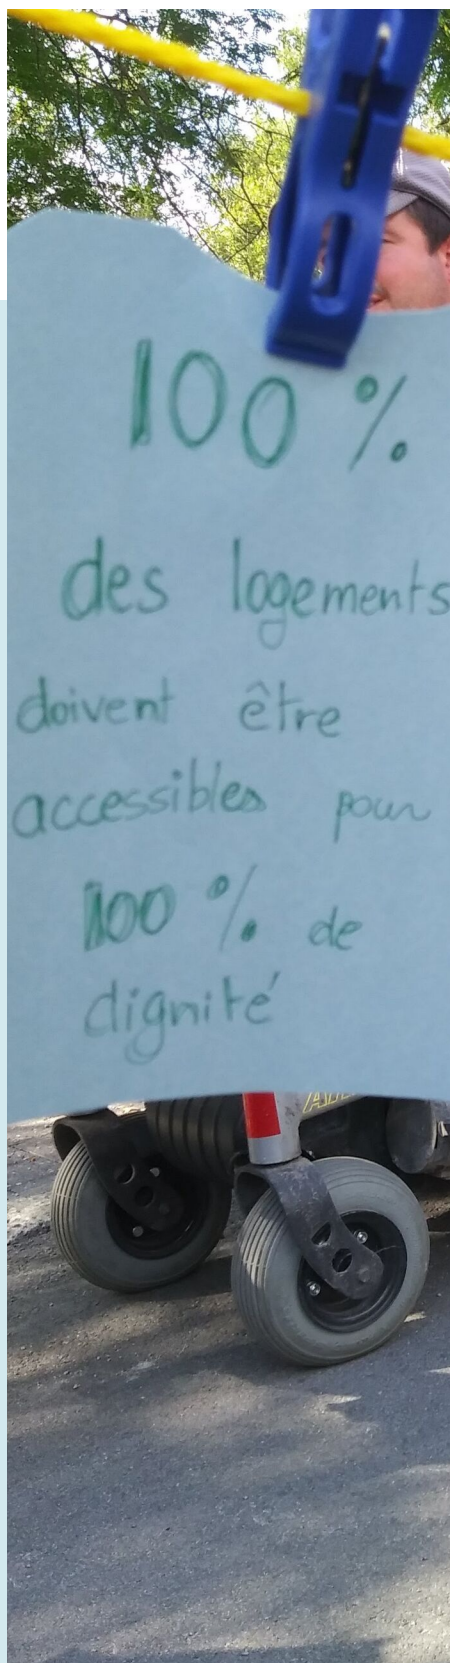 100 %
des logements
doivent être
accessibles pour
100 % de
dignité